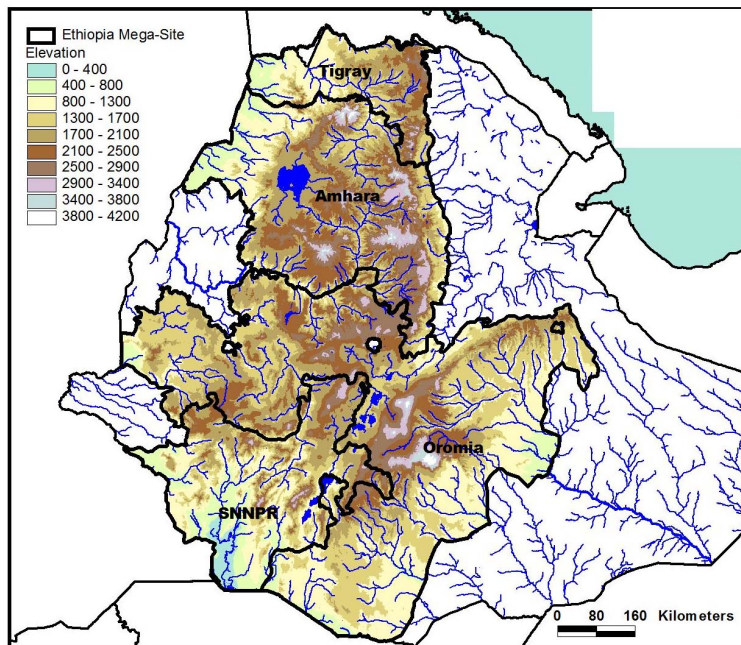 Ethiopia Mega-Site
Elevation
0 - 400
400 - 800
800 - 1300
1300 - 1700
1700 - 2100
2100 - 2500
2500 - 2900
2900 - 3400
3400 - 3800
3800 - 4200
Tigray
Amhara
Oromia
SNNPR
0 80 160 Kilometers